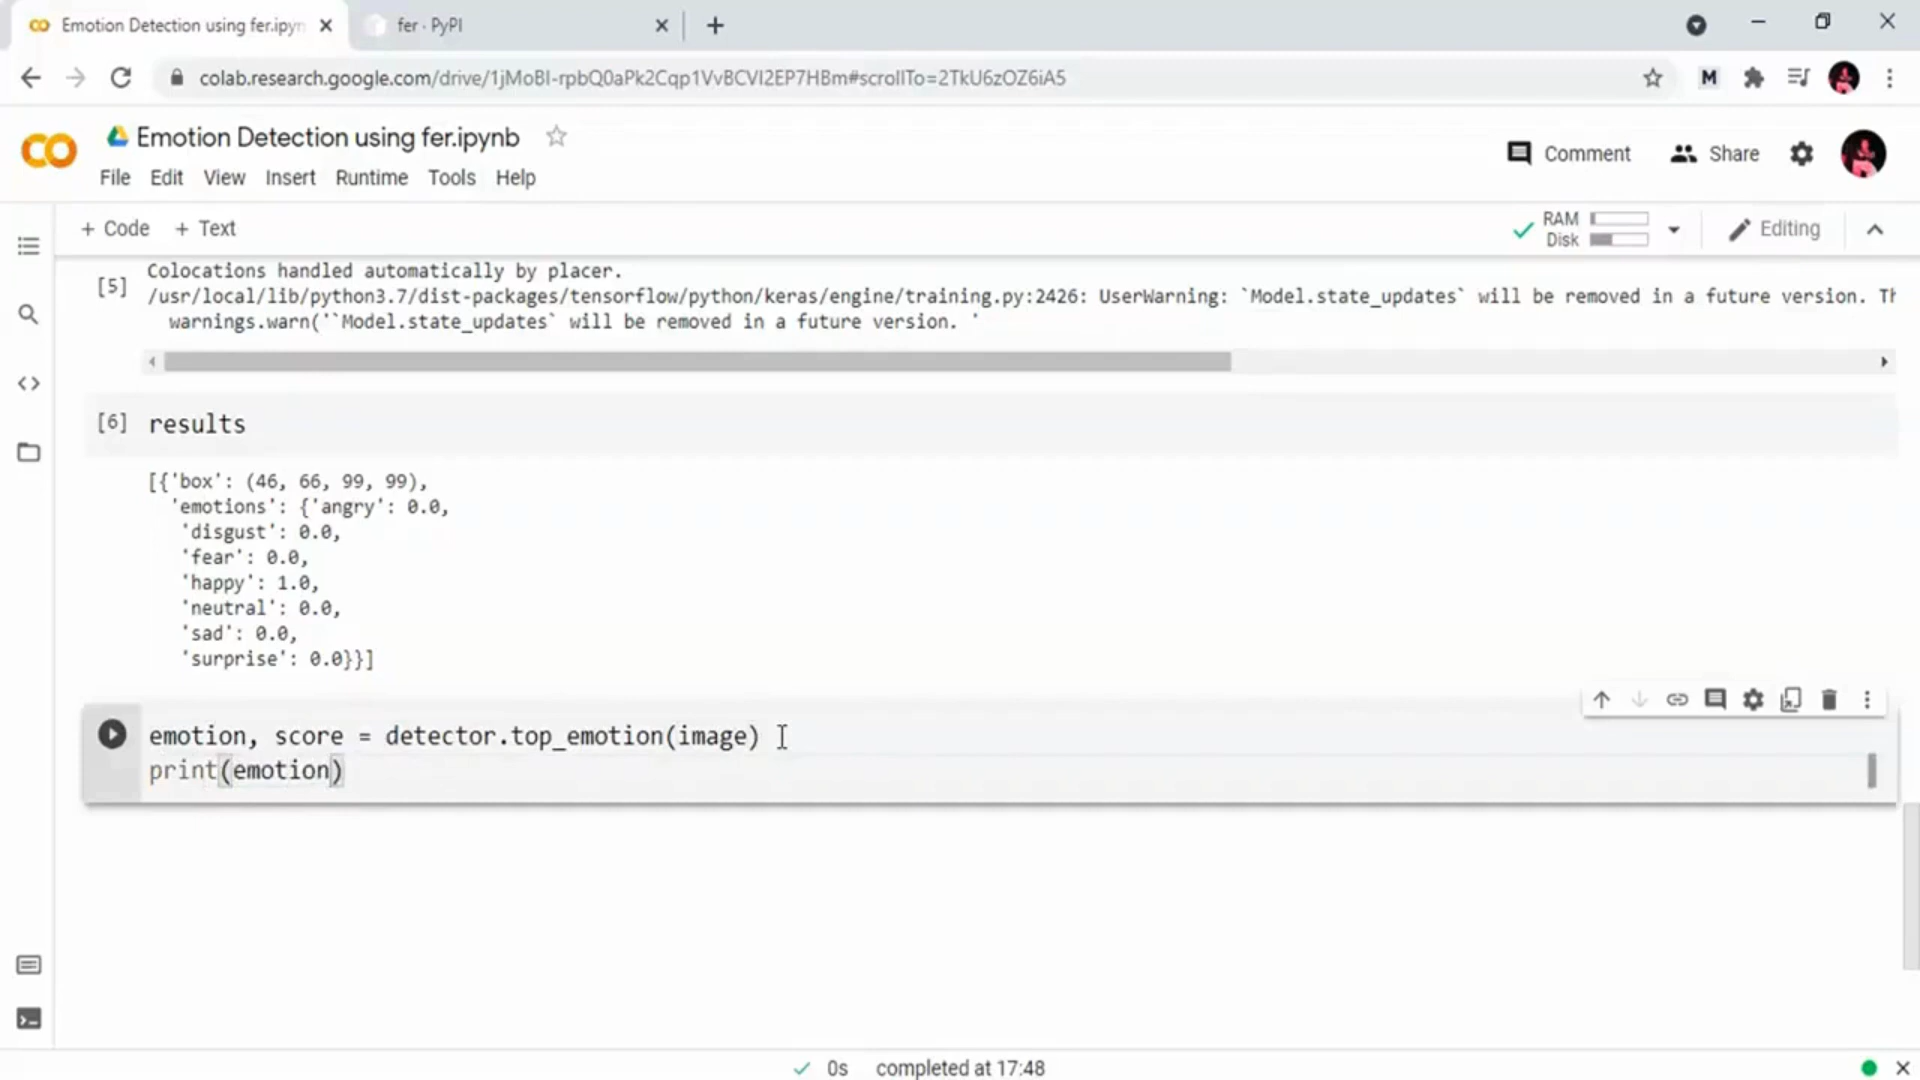 Emotion Detection using fer.ipyn
fer · PyPI
colab.research.google.com/drive/1jMoBI-rpbQ0aPk2Cqp1VvBCVI2EP7HBm#scrollTo=2TkU6zOZ6iA5
M
CO
Emotion Detection using fer.ipynb
Comment
Share
File Edit View Insert Runtime Tools Help
+ Code + Text
RAM
Disk
Editing
Colocations handled automatically by placer.
[5]
/usr/local/lib/python3.7/dist-packages/tensorflow/python/keras/engine/training.py:2426: UserWarning: `Model.state_updates` will be removed in a future version. Th
warnings.warn('`Model.state_updates` will be removed in a future version. '
[6] results
[{'box': (46, 66, 99, 99),
'emotions': {'angry': 0.0,
'disgust': 0.0,
'fear': 0.0,
'happy': 1.0,
'neutral': 0.0,
'sad': 0.0,
'surprise': 0.0}}]
emotion, score = detector.top_emotion(image)
print(emotion)
0s completed at 17:48